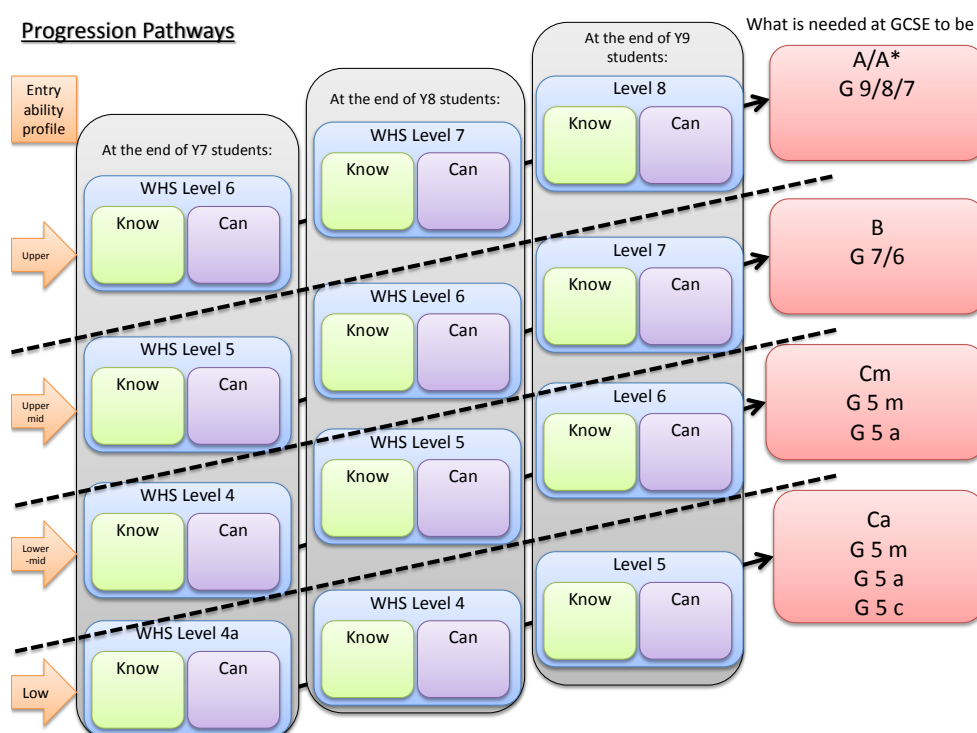 Progression Pathways
What is needed at GCSE to be
Entry
ability
profile
Upper
Upper
mid
Lower
-mid
Low
At the end of Y7 students:
WHS Level 6
Know
Can
WHS Level 5
Know
Can
WHS Level 4
Know
Can
WHS Level 4a
Know
Can
At the end of Y8 students:
WHS Level 7
Know
Can
WHS Level 6
Know
Can
WHS Level 5
Know
Can
WHS Level 4
Know
Can
At the end of Y9
students:
Level 8
Know
Can
Level 7
Know
Can
Level 6
Know
Can
Level 5
Know
Can
A/A*
G 9/8/7
B
G 7/6
Cm
G 5 m
G 5 a
Ca
G 5 m
G 5 a
G 5 c